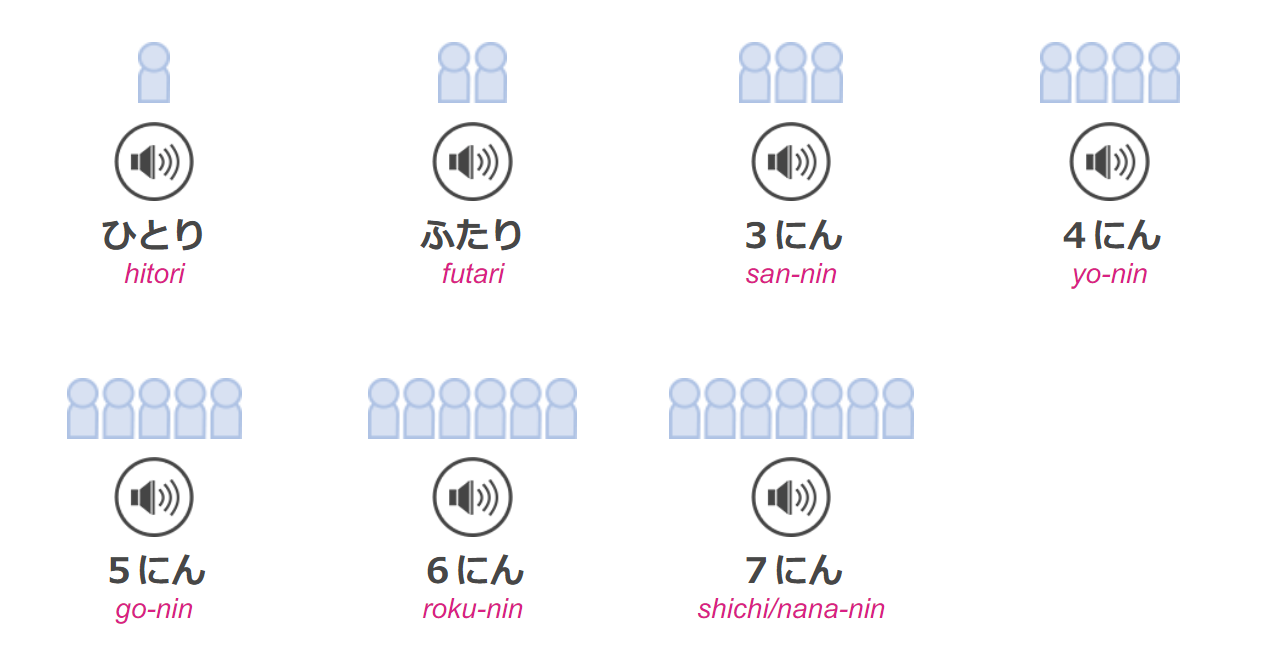 ひとり
hitori
ふたり
futari
3にん
san-nin
4にん
yo-nin
5にん
go-nin
6にん
roku-nin
7にん
shichi/nana-nin